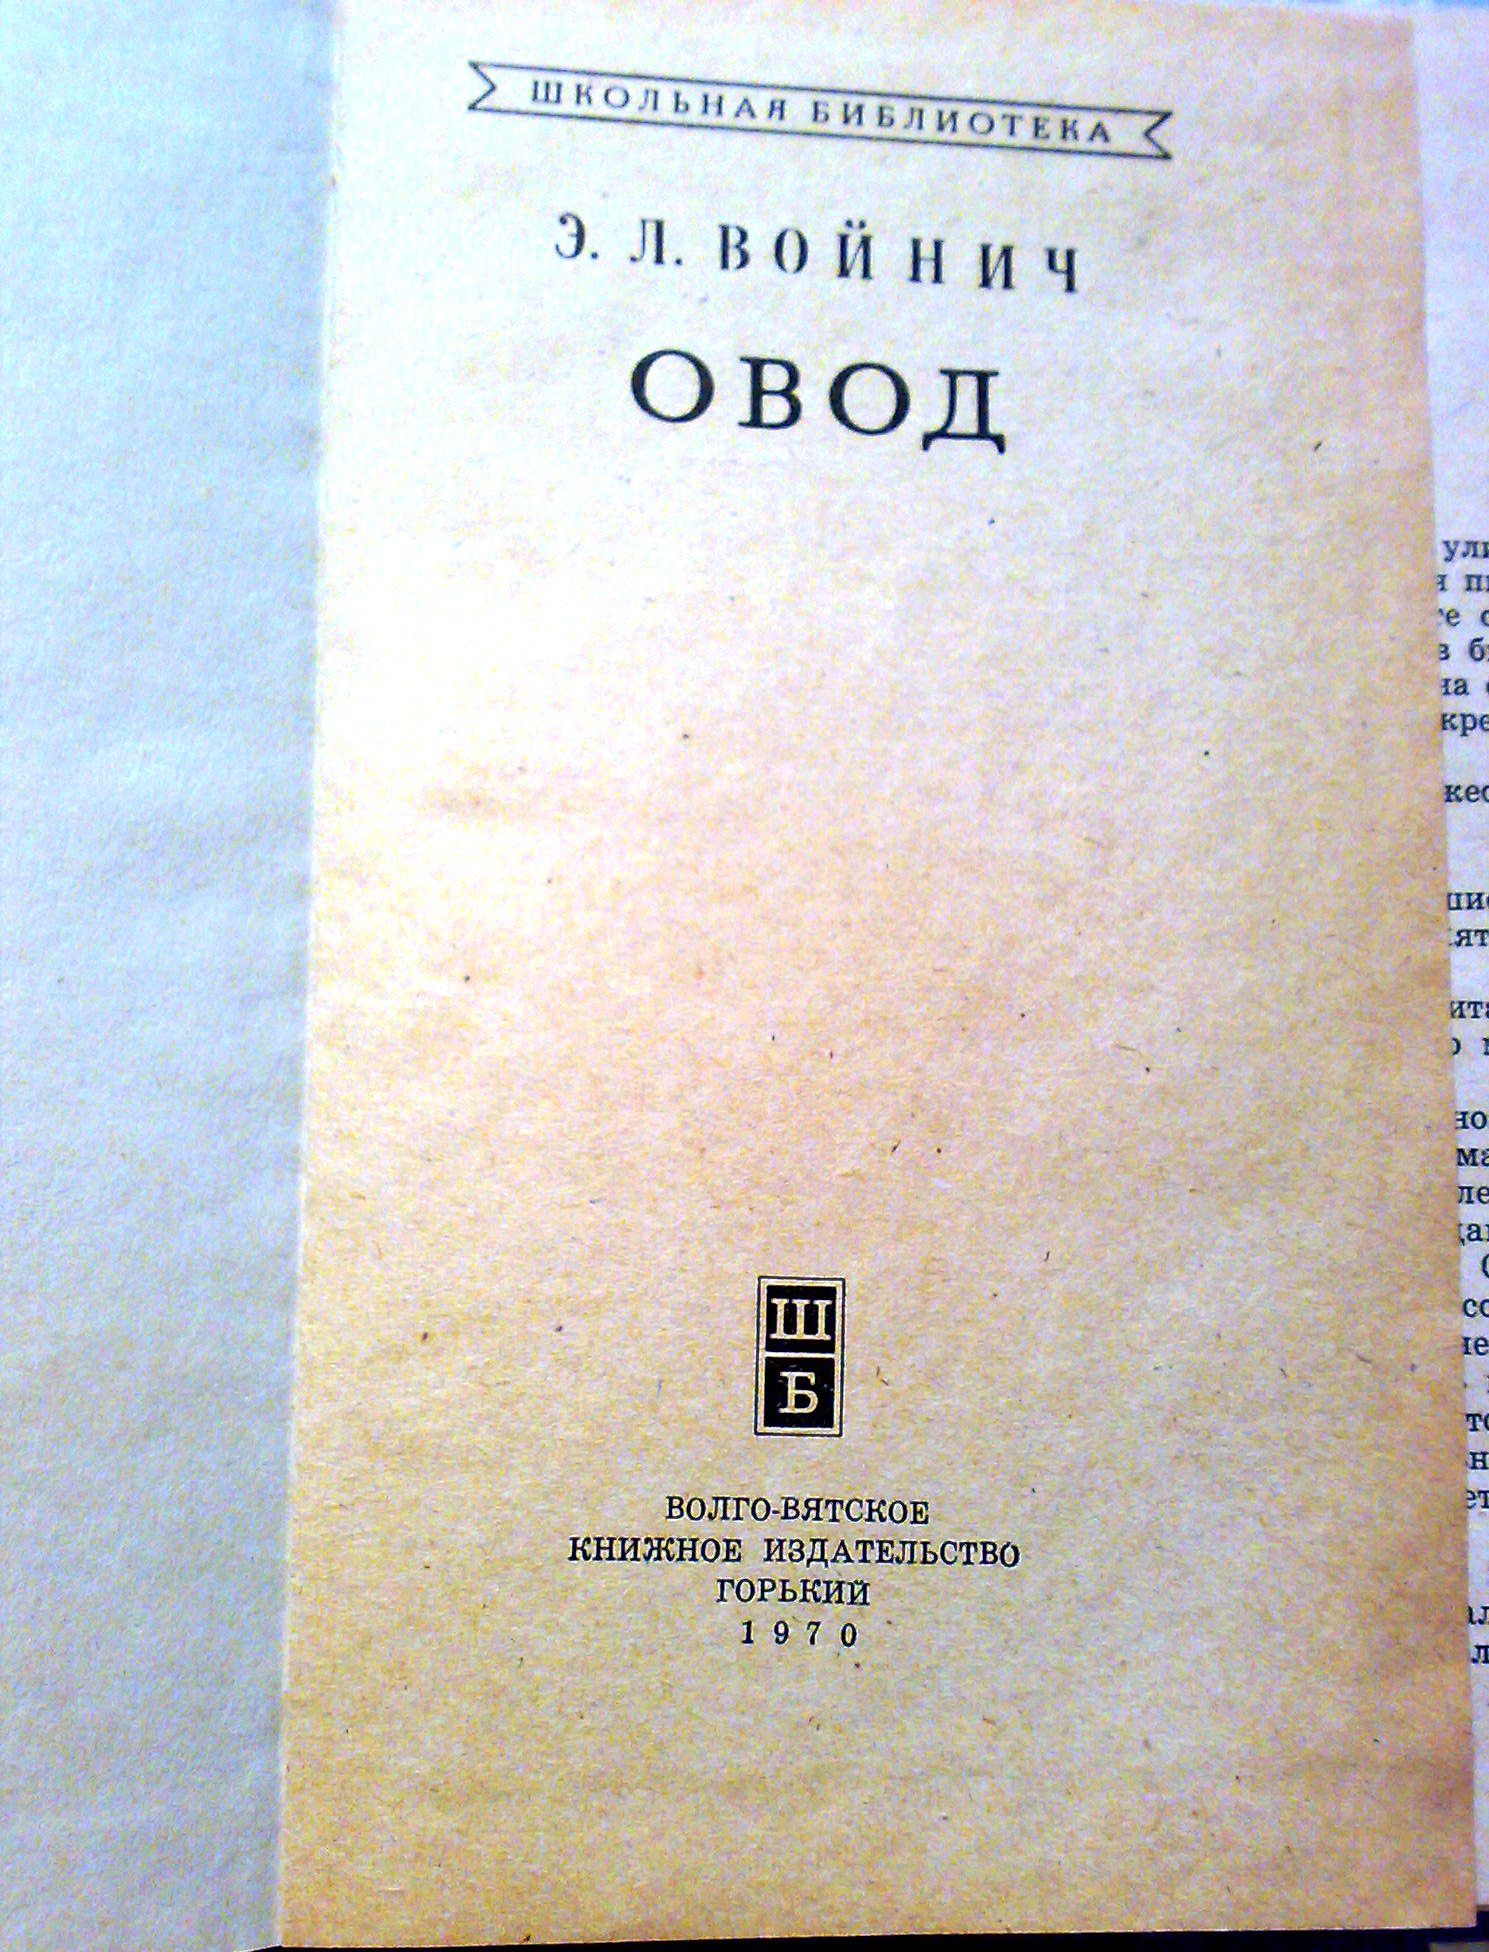 ШКОЛЬНАЯ БИБЛИОТЕКА
Э. Л. ВОЙНИЧ
ОВОД
Ш
Б
ВОЛГО-ВЯТСКОЕ
КНИЖНОЕ ИЗДАТЕЛЬСТВО
ГОРЬКИЙ
1970